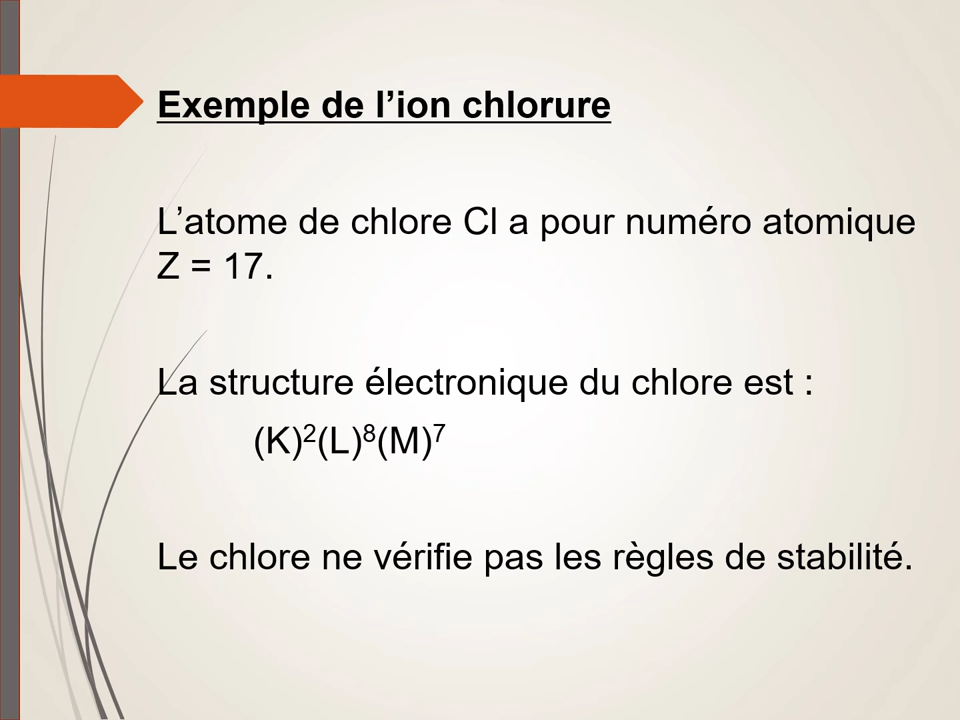 Exemple de l’ion chlorure
L’atome de chlore Cl a pour numéro atomique
Z = 17.
La structure électronique du chlore est :
(K)²(L)⁸(M)⁷
Le chlore ne vérifie pas les règles de stabilité.